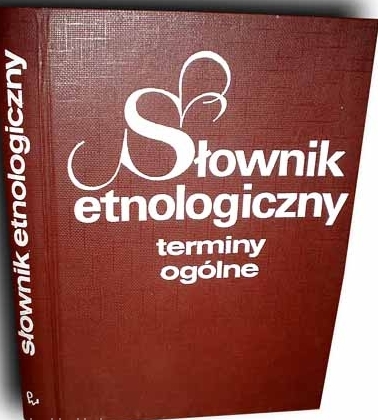 Słownik
etnologiczny
terminy
ogólne
słownik etnologiczny